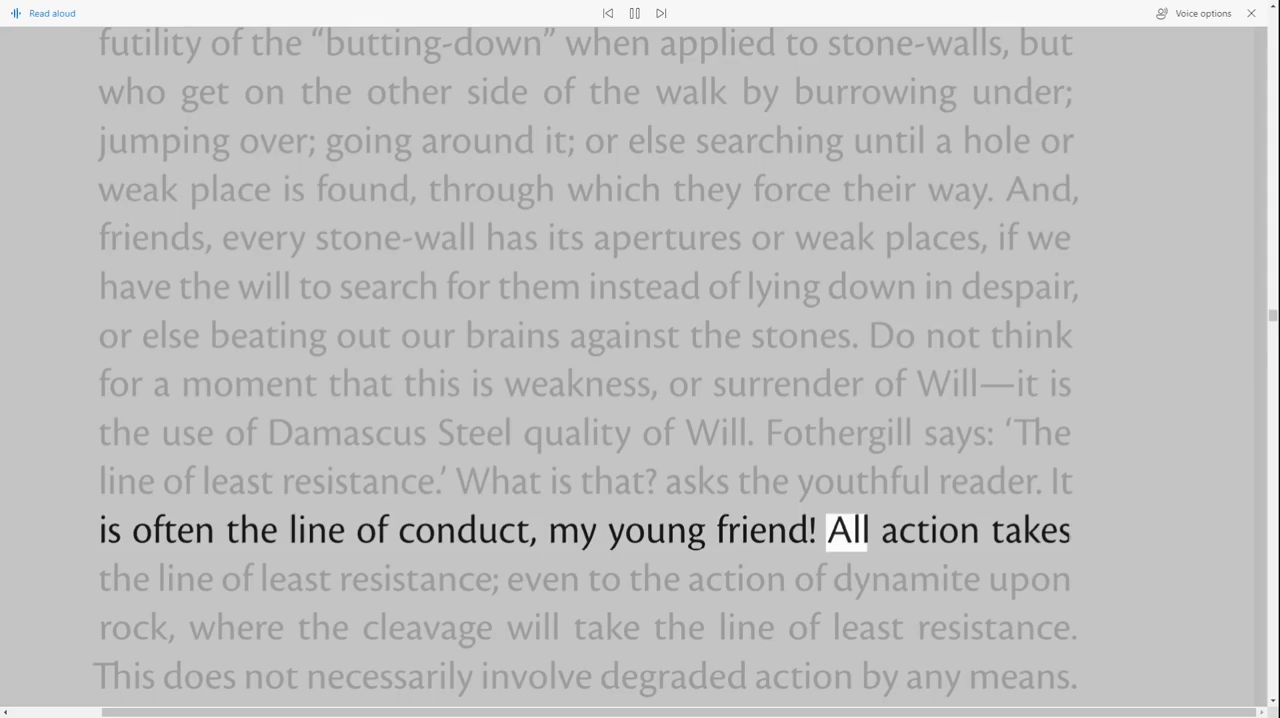 Read aloud
Voice options
futility of the “butting-down” when applied to stone-walls, but
who get on the other side of the walk by burrowing under;
jumping over; going around it; or else searching until a hole or
weak place is found, through which they force their way. And,
friends, every stone-wall has its apertures or weak places, if we
have the will to search for them instead of lying down in despair,
or else beating out our brains against the stones. Do not think
for a moment that this is weakness, or surrender of Will—it is
the use of Damascus Steel quality of Will. Fothergill says: ‘The
line of least resistance.’ What is that? asks the youthful reader. It
is often the line of conduct, my young friend! All action takes
the line of least resistance; even to the action of dynamite upon
rock, where the cleavage will take the line of least resistance.
This does not necessarily involve degraded action by any means.